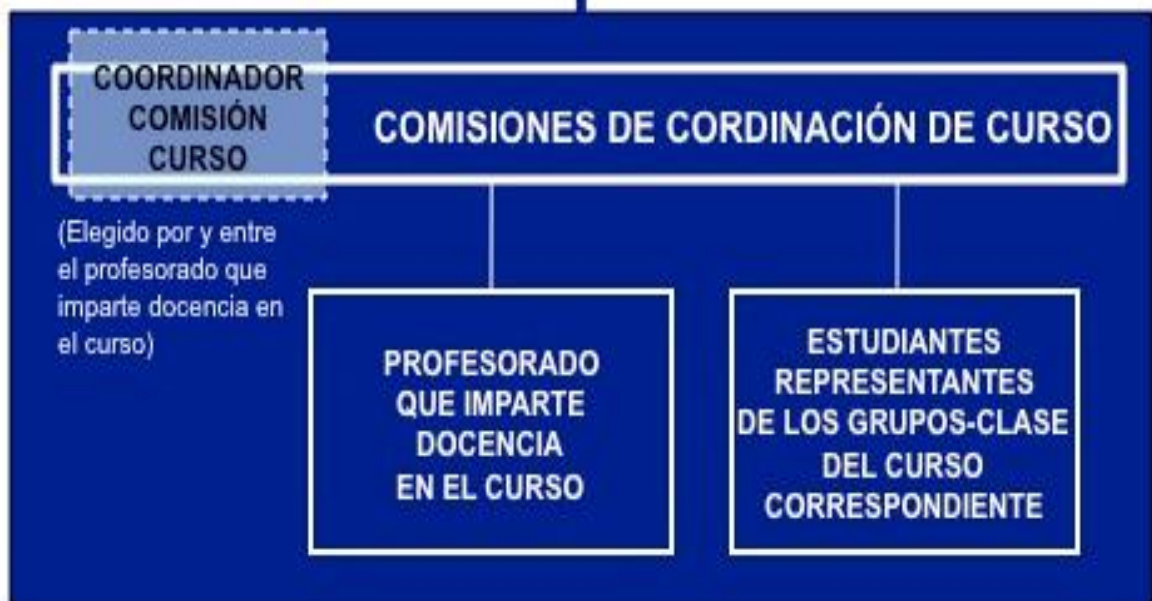 COORDINADOR
COMISIÓN
CURSO
COMISIONES DE CORDINACIÓN DE CURSO
(Elegido por y entre
el profesorado que
imparte docencia en
el curso)
PROFESORADO
QUE IMPARTE
DOCENCIA
EN EL CURSO
ESTUDIANTES
REPRESENTANTES
DE LOS GRUPOS-CLASE
DEL CURSO
CORRESPONDIENTE